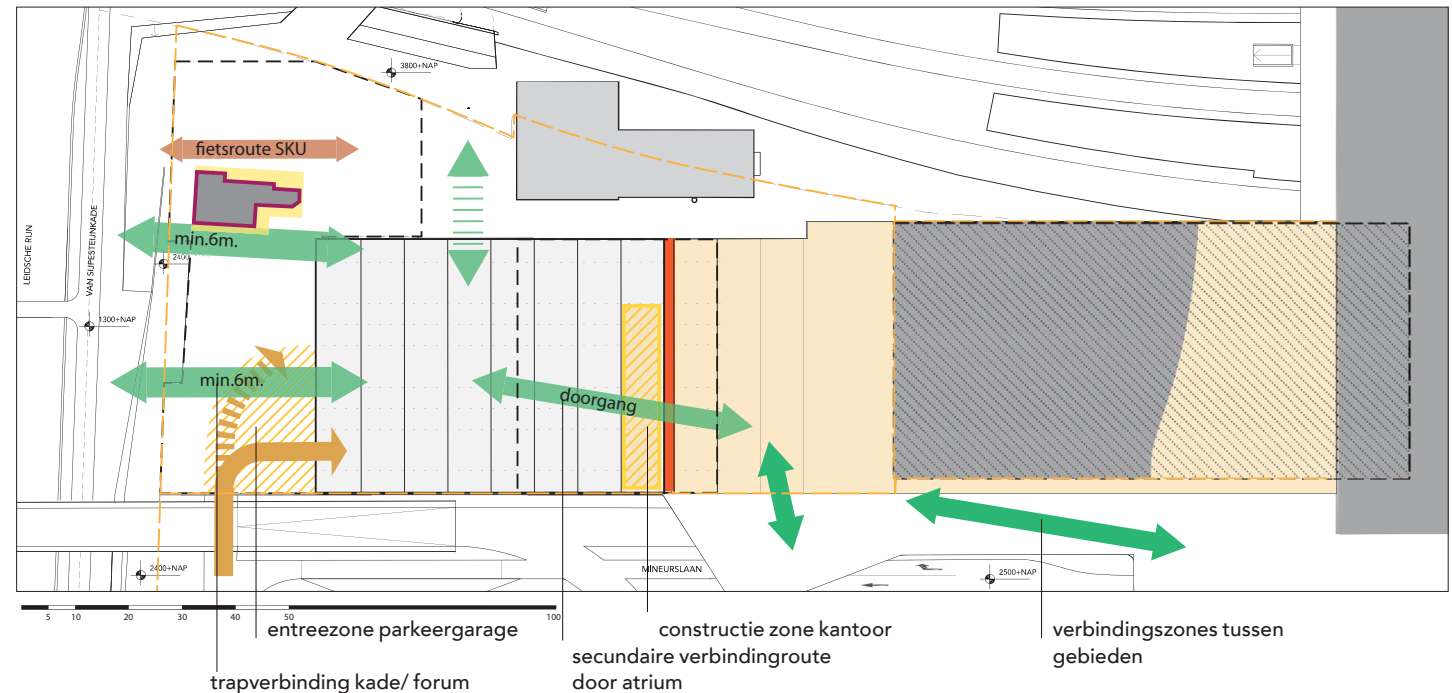 3800+NAP
fietsroute SKU
min.6m.
2400
LEIDSCHE RIJN
VAN SIJPESTEIJNKADE
1300+NAP
min.6m.
doorgang
2400+NAP
MINEURSLAAN
2500+NAP
5 10 20 30 40 50 100
entreezone parkeergarage
constructie zone kantoor
verbindingszones tussen
gebieden
secundaire verbindingroute
door atrium
trapverbinding kade/ forum